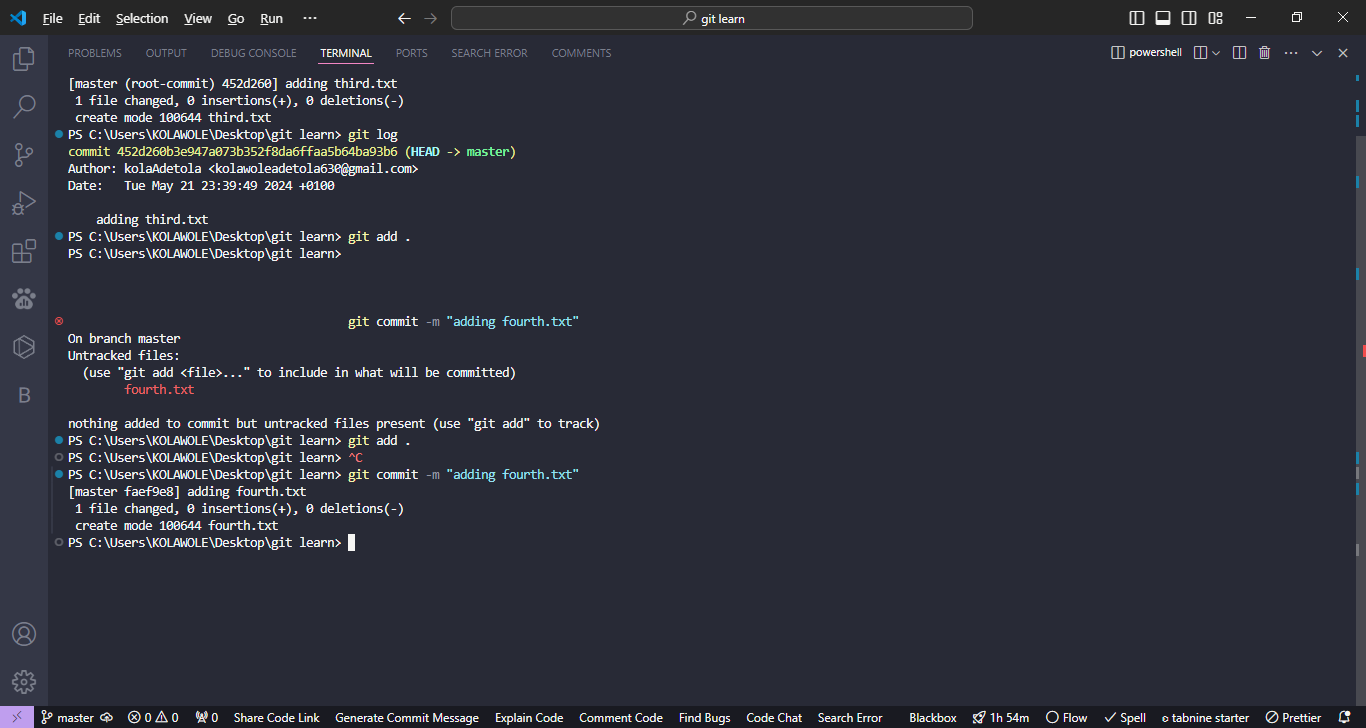 File Edit Selection View Go Run ··· git learn
PROBLEMS OUTPUT DEBUG CONSOLE TERMINAL PORTS SEARCH ERROR COMMENTS powershell
[master (root-commit) 452d260] adding third.txt
1 file changed, 0 insertions(+), 0 deletions(-)
create mode 100644 third.txt
PS C:\Users\KOLAWOLE\Desktop\git learn> git log
commit 452d260b3e947a073b352f8da6ffaa5b64ba93b6 (HEAD -> master)
Author: kolaAdetola <kolawoleadetola630@gmail.com>
Date:   Tue May 21 23:39:49 2024 +0100
adding third.txt
PS C:\Users\KOLAWOLE\Desktop\git learn> git add .
PS C:\Users\KOLAWOLE\Desktop\git learn>
git commit -m "adding fourth.txt"
On branch master
Untracked files:
(use "git add <file>..." to include in what will be committed)
fourth.txt
nothing added to commit but untracked files present (use "git add" to track)
PS C:\Users\KOLAWOLE\Desktop\git learn> git add .
PS C:\Users\KOLAWOLE\Desktop\git learn> ^C
PS C:\Users\KOLAWOLE\Desktop\git learn> git commit -m "adding fourth.txt"
[master faef9e8] adding fourth.txt
1 file changed, 0 insertions(+), 0 deletions(-)
create mode 100644 fourth.txt
PS C:\Users\KOLAWOLE\Desktop\git learn>
B
master 0 0 0 Share Code Link Generate Commit Message Explain Code Comment Code Find Bugs Code Chat Search Error Blackbox 1h 54m Flow Spell tabnine starter Prettier